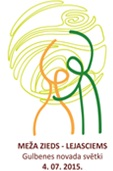 MEŽA ZIEDS - LEJASCIEMS
Gulbenes novada svētki
4. 07. 2015.